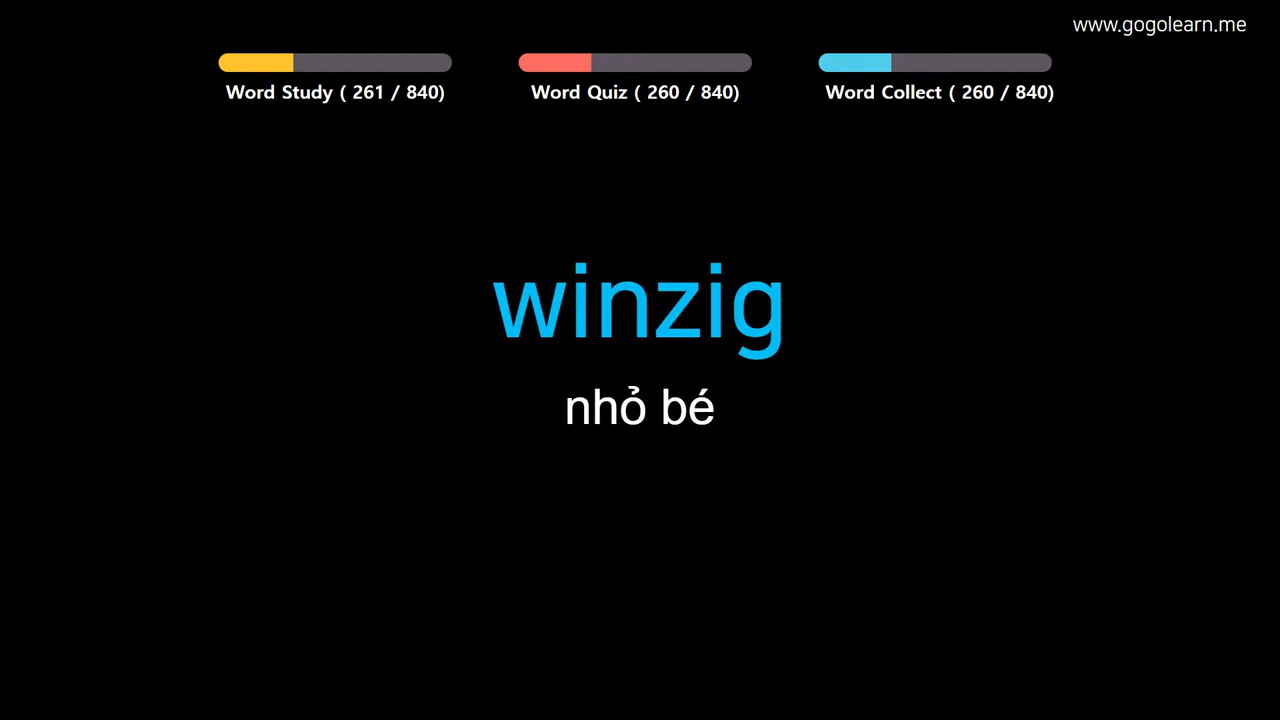 www.gogolearn.me
Word Study ( 261 / 840)
Word Quiz ( 260 / 840)
Word Collect ( 260 / 840)
winzig
nhỏ bé